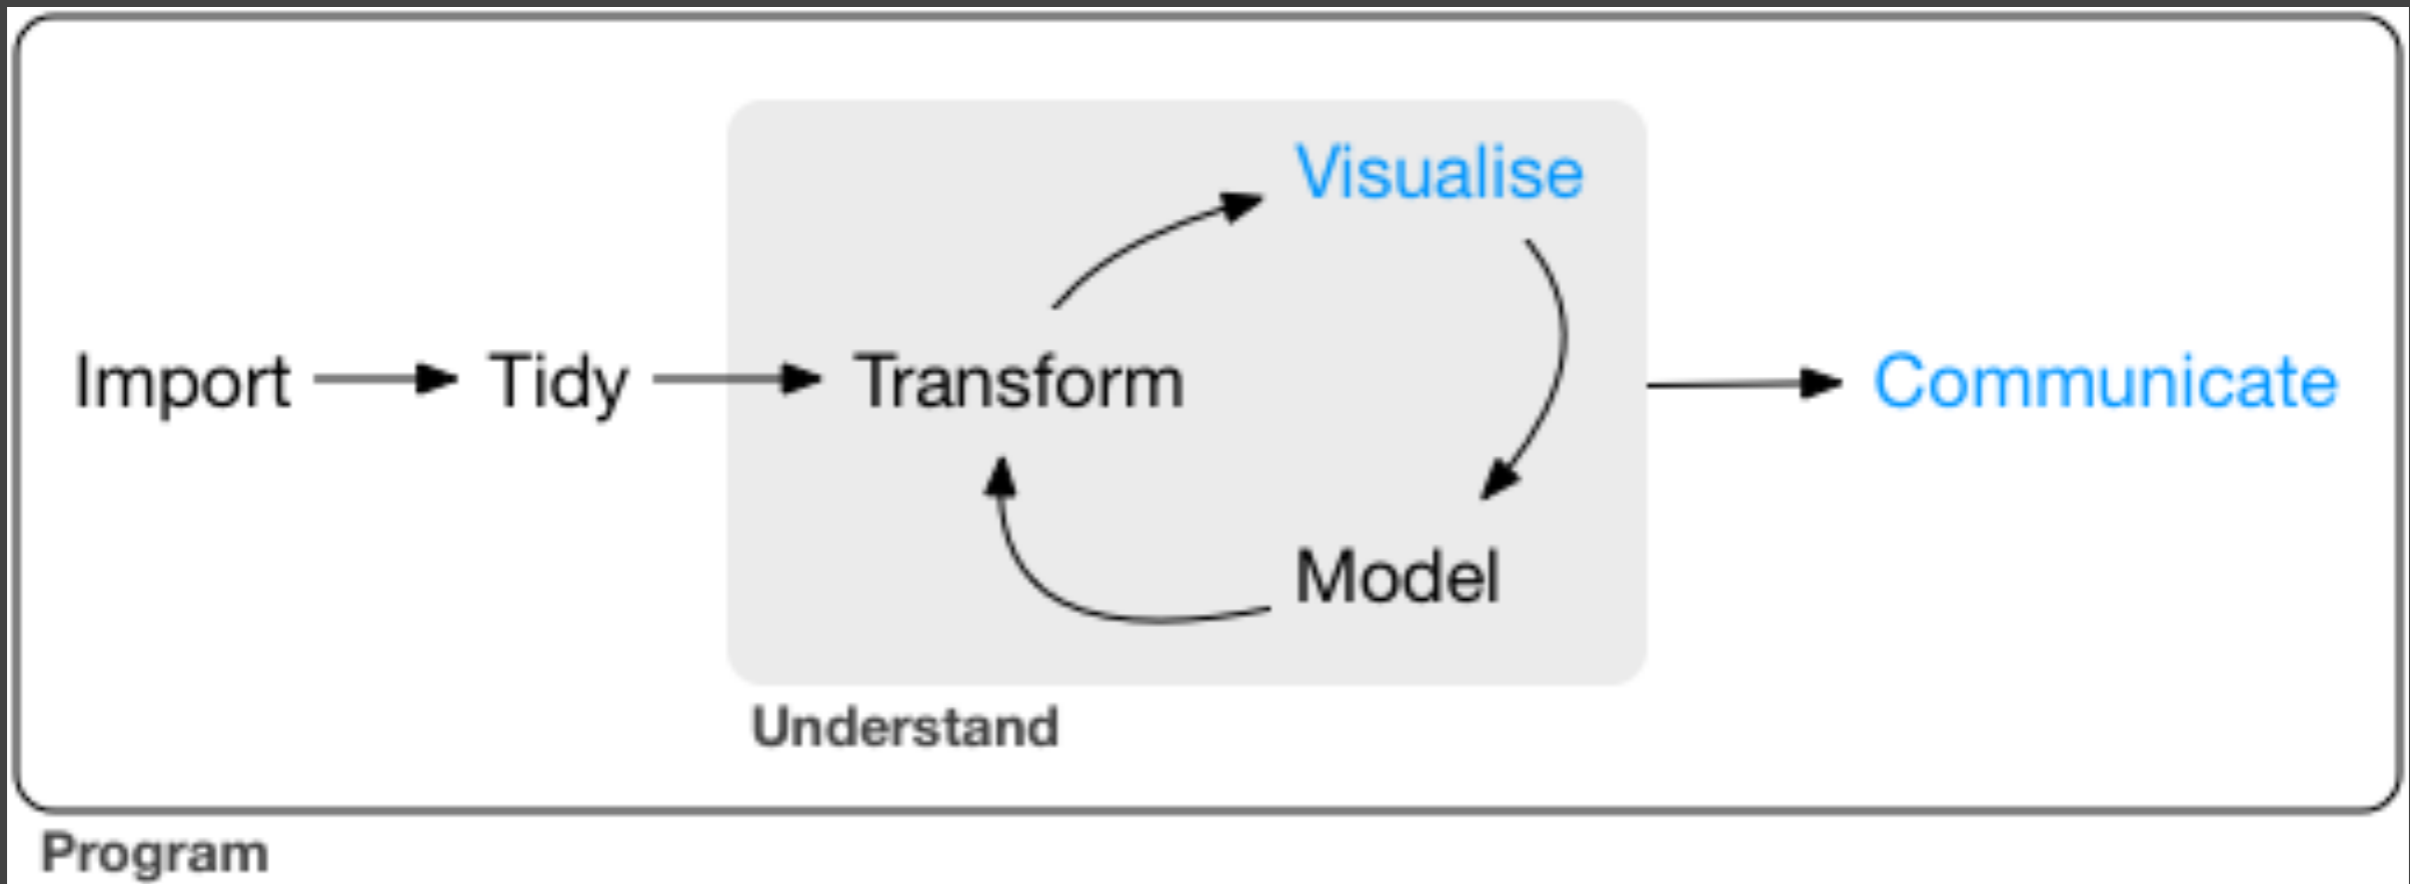 Visualise
Import
Tidy
Transform
Communicate
Model
Understand
Program